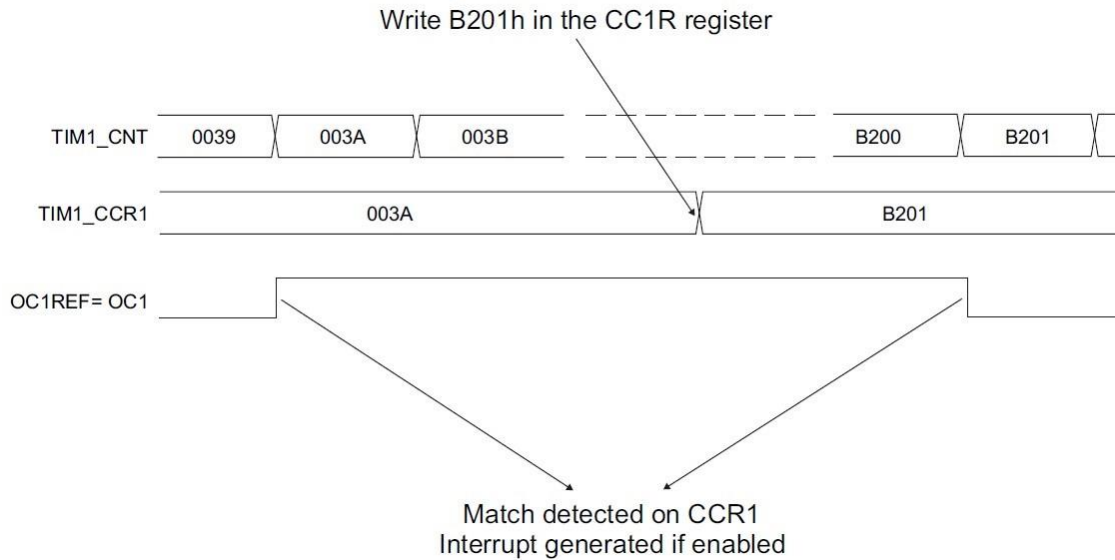 Write B201h in the CC1R register
TIM1_CNT 0039 003A 003B B200 B201
TIM1_CCR1 003A B201
OC1REF= OC1
Match detected on CCR1
Interrupt generated if enabled